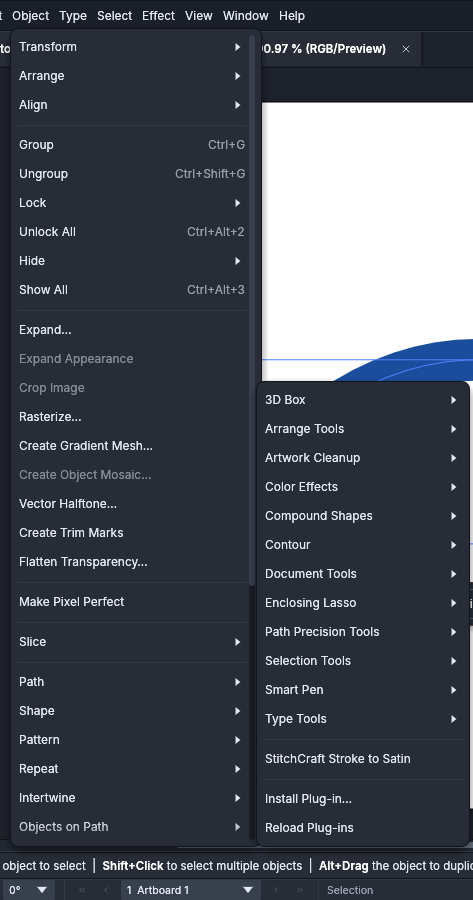 Object Type Select Effect View Window Help
0.97 % (RGB/Preview) ×
Transform
Arrange
Align
Group Ctrl+G
Ungroup Ctrl+Shift+G
Lock
Unlock All Ctrl+Alt+2
Hide
Show All Ctrl+Alt+3
Expand...
Expand Appearance
Crop Image
Rasterize...
Create Gradient Mesh...
Create Object Mosaic...
Vector Halftone...
Create Trim Marks
Flatten Transparency...
Make Pixel Perfect
Slice
Path
Shape
Pattern
Repeat
Intertwine
Objects on Path
3D Box
Arrange Tools
Artwork Cleanup
Color Effects
Compound Shapes
Contour
Document Tools
Enclosing Lasso
Path Precision Tools
Selection Tools
Smart Pen
Type Tools
StitchCraft Stroke to Satin
Install Plug-in...
Reload Plug-ins
object to select | Shift+Click to select multiple objects | Alt+Drag the object to duplic
0° 1 Artboard 1 Selection